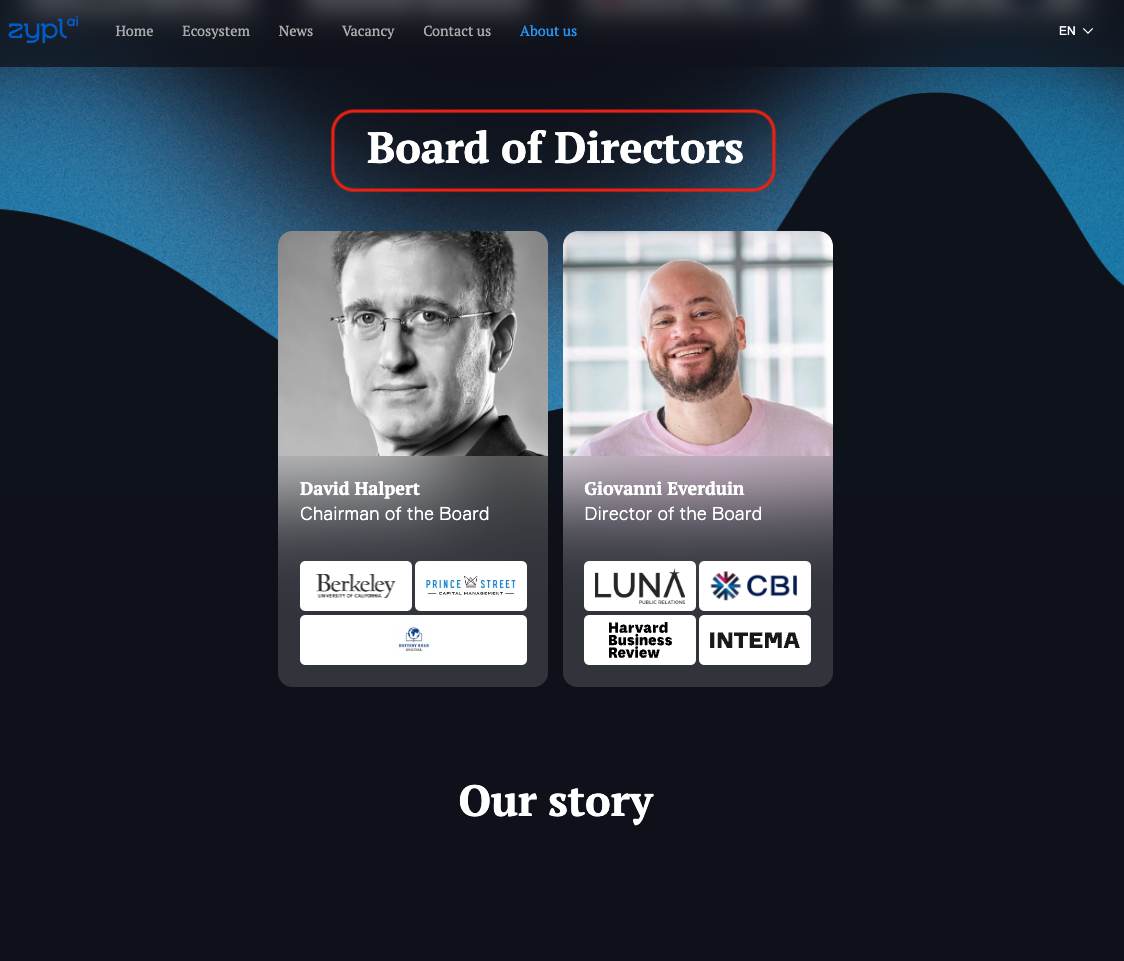 zypl ai
Home Ecosystem News Vacancy Contact us About us EN
Board of Directors
David Halpert
Chairman of the Board
Berkeley
UNIVERSITY OF CALIFORNIA
PRINCE STREET
CAPITAL MANAGEMENT
Giovanni Everduin
Director of the Board
LUNA
PUBLIC RELATIONS
CBI
Harvard
Business
Review
INTEMA
Our story